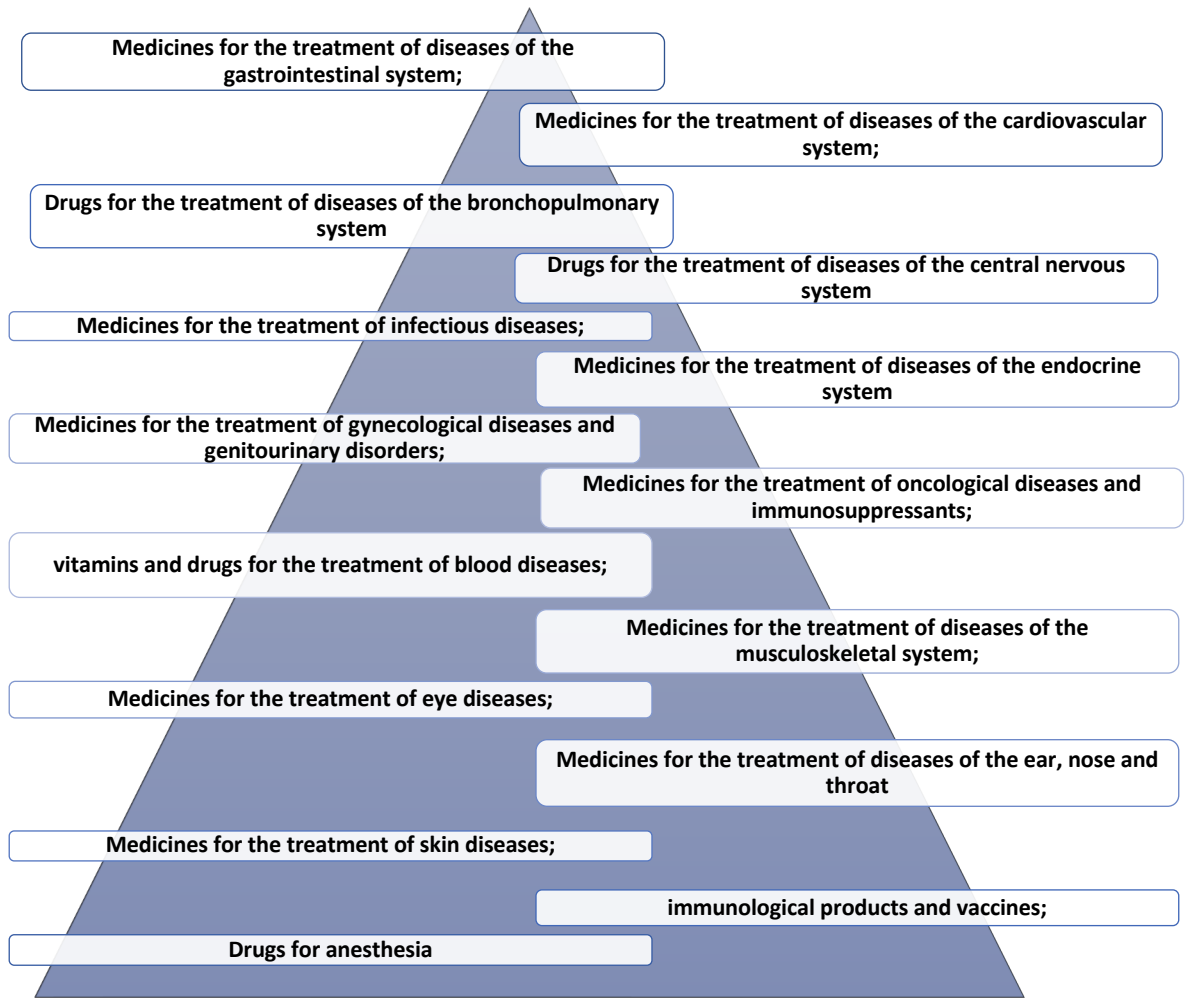 Medicines for the treatment of diseases of the
gastrointestinal system;
Medicines for the treatment of diseases of the cardiovascular
system;
Drugs for the treatment of diseases of the bronchopulmonary
system
Drugs for the treatment of diseases of the central nervous
system
Medicines for the treatment of infectious diseases;
Medicines for the treatment of diseases of the endocrine
system
Medicines for the treatment of gynecological diseases and
genitourinary disorders;
Medicines for the treatment of oncological diseases and
immunosuppressants;
vitamins and drugs for the treatment of blood diseases;
Medicines for the treatment of diseases of the
musculoskeletal system;
Medicines for the treatment of eye diseases;
Medicines for the treatment of diseases of the ear, nose and
throat
Medicines for the treatment of skin diseases;
immunological products and vaccines;
Drugs for anesthesia